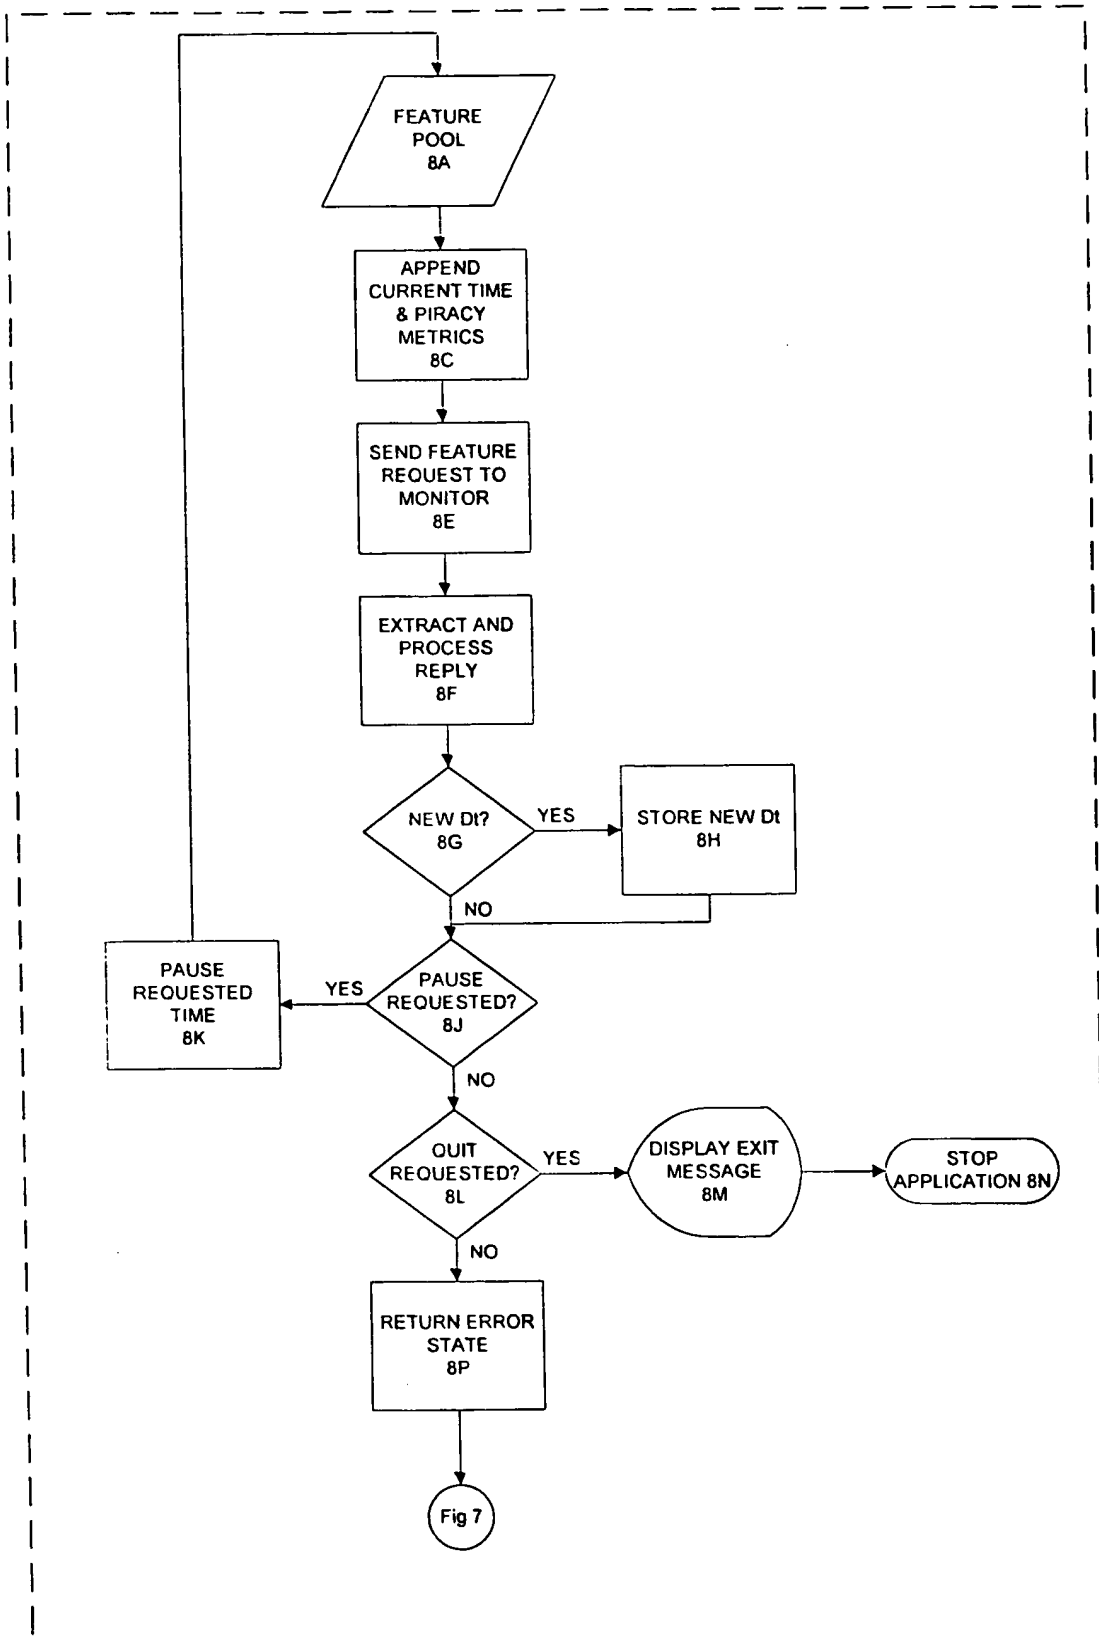 FEATURE
POOL
8A
APPEND
CURRENT TIME
& PIRACY
METRICS
8C
SEND FEATURE
REQUEST TO
MONITOR
8E
EXTRACT AND
PROCESS
REPLY
8F
NEW Dt?
8G
YES
STORE NEW Dt
8H
NO
PAUSE
REQUESTED?
8J
YES
PAUSE
REQUESTED
TIME
8K
NO
QUIT
REQUESTED?
8L
YES
DISPLAY EXIT
MESSAGE
8M
STOP
APPLICATION 8N
NO
RETURN ERROR
STATE
8P
Fig 7